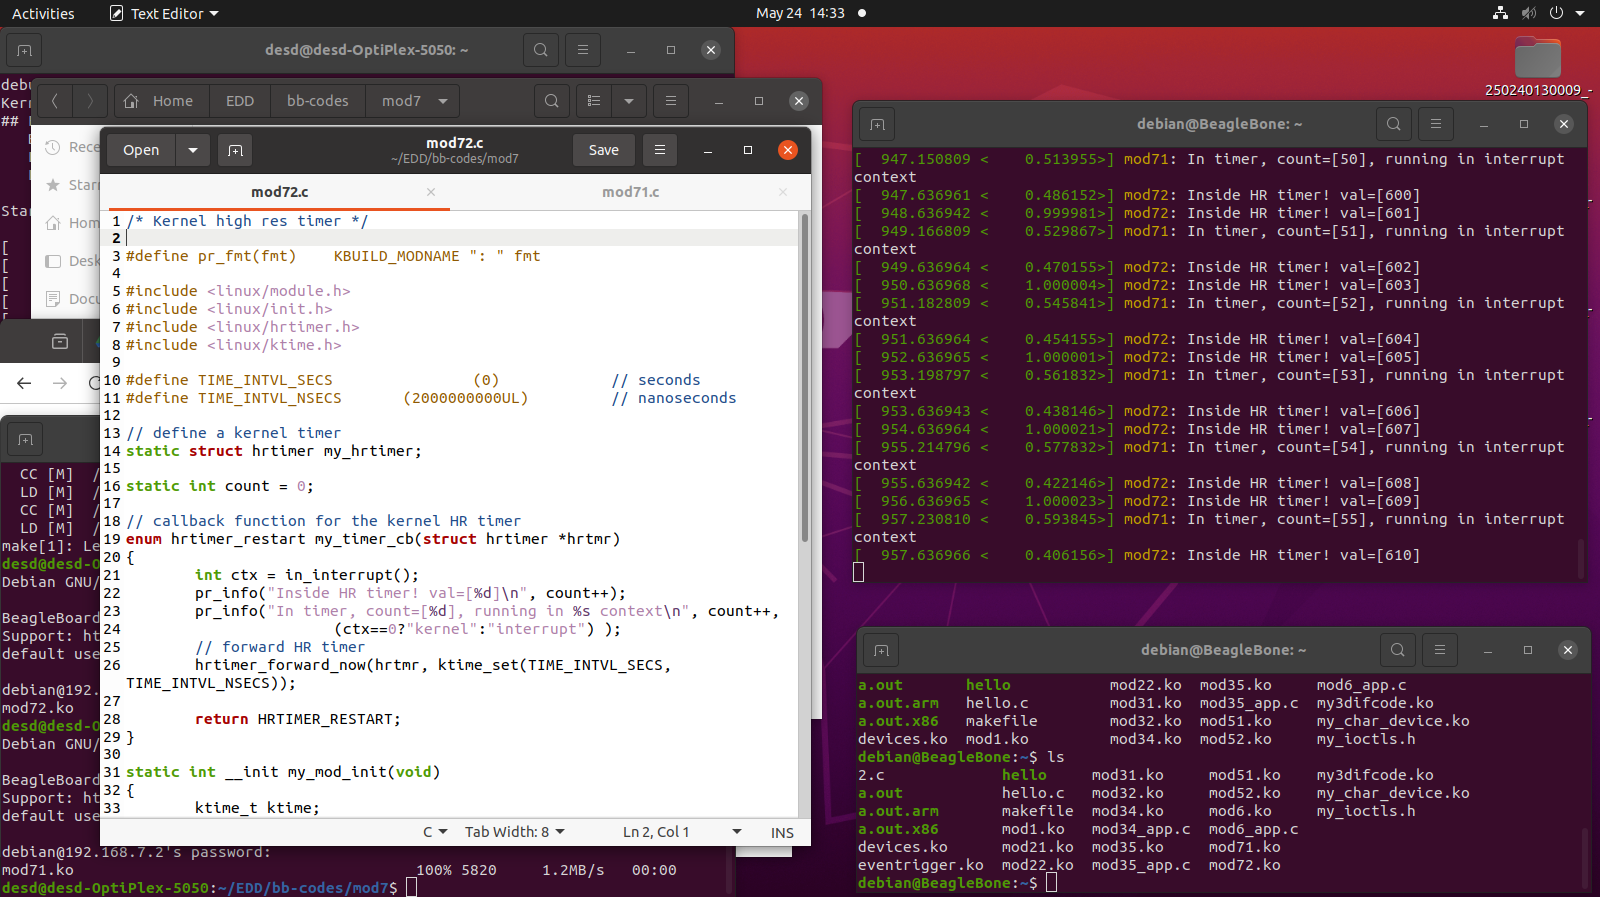 Activities
Text Editor
May 24 14:33
desd@desd-OptiPlex-5050: ~
debu
Kern
##
Star
[
[
[
[
[
Home
EDD
bb-codes
mod7
Rece
Starr
Hom
Desk
Docu
Open
mod72.c
~/EDD/bb-codes/mod7
Save
mod72.c
mod71.c
1 /* Kernel high res timer */
2
3 #define pr_fmt(fmt)    KBUILD_MODNAME ": " fmt
4
5 #include <linux/module.h>
6 #include <linux/init.h>
7 #include <linux/hrtimer.h>
8 #include <linux/ktime.h>
9
10 #define TIME_INTVL_SECS                (0)             // seconds
11 #define TIME_INTVL_NSECS       (2000000000UL)         // nanoseconds
12
13 // define a kernel timer
14 static struct hrtimer my_hrtimer;
15
16 static int count = 0;
17
18 // callback function for the kernel HR timer
19 enum hrtimer_restart my_timer_cb(struct hrtimer *hrtmr)
20 {
21         int ctx = in_interrupt();
22         pr_info("Inside HR timer! val=[%d]\n", count++);
23         pr_info("In timer, count=[%d], running in %s context\n", count++,
24                        (ctx==0?"kernel":"interrupt") );
25         // forward HR timer
26         hrtimer_forward_now(hrtmr, ktime_set(TIME_INTVL_SECS,
TIME_INTVL_NSECS));
27
28         return HRTIMER_RESTART;
29 }
30
31 static int __init my_mod_init(void)
32 {
33         ktime_t ktime;
C
Tab Width: 8
Ln 2, Col 1
INS
CC [M]  /
LD [M]  /
CC [M]  /
LD [M]  /
make[1]: Le
desd@desd-O
Debian GNU/
BeagleBoard
Support: ht
default use
debian@192.
mod72.ko
desd@desd-O
Debian GNU/
BeagleBoard
Support: ht
default use
debian@192.168.7.2's password:
mod71.ko                                      100% 5820     1.2MB/s   00:00
desd@desd-OptiPlex-5050:~/EDD/bb-codes/mod7$
250240130009_-
debian@BeagleBone: ~
[  947.150809 <    0.513955>] mod71: In timer, count=[50], running in interrupt
context
[  947.636961 <    0.486152>] mod72: Inside HR timer! val=[600]
[  948.636942 <    0.999981>] mod72: Inside HR timer! val=[601]
[  949.166809 <    0.529867>] mod71: In timer, count=[51], running in interrupt
context
[  949.636964 <    0.470155>] mod72: Inside HR timer! val=[602]
[  950.636968 <    1.000004>] mod72: Inside HR timer! val=[603]
[  951.182809 <    0.545841>] mod71: In timer, count=[52], running in interrupt
context
[  951.636964 <    0.454155>] mod72: Inside HR timer! val=[604]
[  952.636965 <    1.000001>] mod72: Inside HR timer! val=[605]
[  953.198797 <    0.561832>] mod71: In timer, count=[53], running in interrupt
context
[  953.636943 <    0.438146>] mod72: Inside HR timer! val=[606]
[  954.636964 <    1.000021>] mod72: Inside HR timer! val=[607]
[  955.214796 <    0.577832>] mod71: In timer, count=[54], running in interrupt
context
[  955.636942 <    0.422146>] mod72: Inside HR timer! val=[608]
[  956.636965 <    1.000023>] mod72: Inside HR timer! val=[609]
[  957.230810 <    0.593845>] mod71: In timer, count=[55], running in interrupt
context
[  957.636966 <    0.406156>] mod72: Inside HR timer! val=[610]
debian@BeagleBone: ~
a.out       hello           mod22.ko  mod35.ko     mod6_app.c
a.out.arm   hello.c         mod31.ko  mod35_app.c  my3difcode.ko
a.out.x86   makefile        mod32.ko  mod51.ko     my_char_device.ko
devices.ko  mod1.ko         mod34.ko  mod52.ko     my_ioctls.h
debian@BeagleBone:~$ ls
2.c             hello     mod31.ko     mod51.ko    my3difcode.ko
a.out           hello.c   mod32.ko     mod52.ko    my_char_device.ko
a.out.arm       makefile  mod34.ko     mod6.ko     my_ioctls.h
a.out.x86       mod1.ko   mod34_app.c  mod6_app.c
devices.ko      mod21.ko  mod35.ko     mod71.ko
eventrigger.ko  mod22.ko  mod35_app.c  mod72.ko
debian@BeagleBone:~$